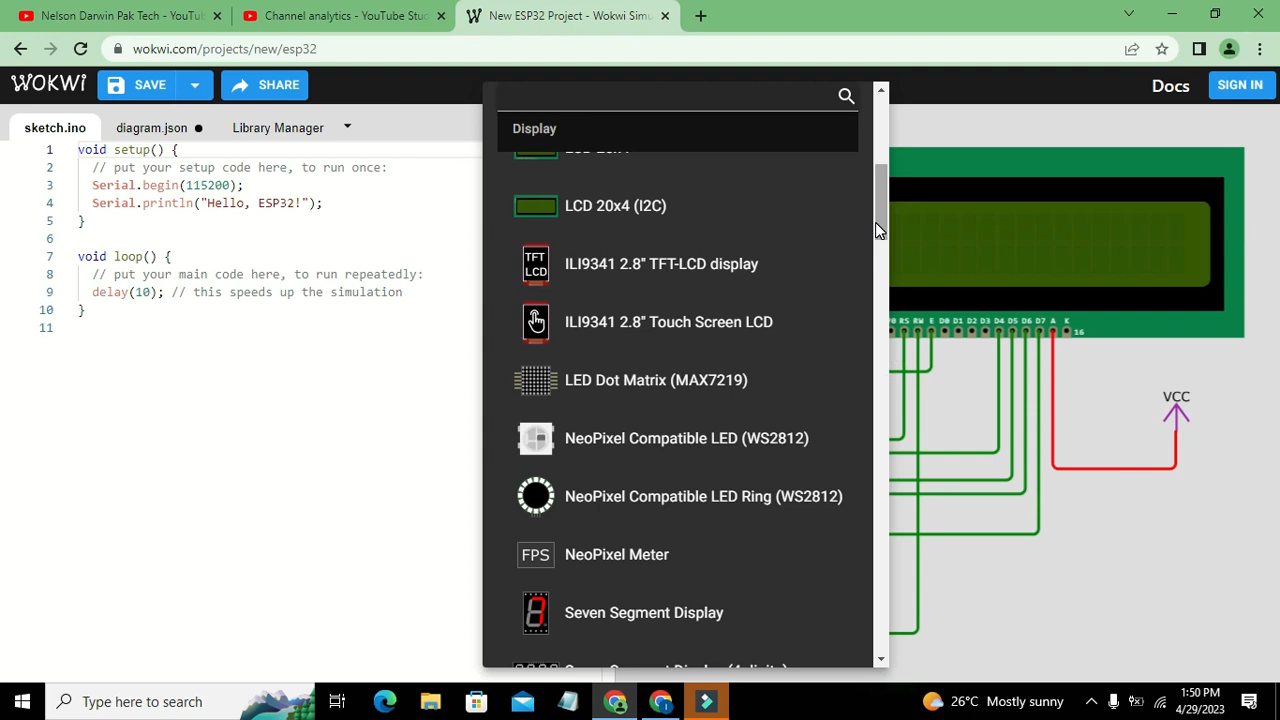 Nelson Darwin Pak Tech - YouTub
Channel analytics - YouTube Stud
New ESP32 Project - Wokwi Simu
wokwi.com/projects/new/esp32
WOKWI
SAVE
SHARE
Docs
SIGN IN
sketch.ino
diagram.json
Library Manager
1 void setup() {
2 // put your setup code here, to run once:
3 Serial.begin(115200);
4 Serial.println("Hello, ESP32!");
5 }
6
7 void loop() {
8 // put your main code here, to run repeatedly:
9 delay(10); // this speeds up the simulation
10 }
11
Display
LCD 20x4 (I2C)
TFT LCD
ILI9341 2.8" TFT-LCD display
ILI9341 2.8" Touch Screen LCD
LED Dot Matrix (MAX7219)
NeoPixel Compatible LED (WS2812)
NeoPixel Compatible LED Ring (WS2812)
FPS
NeoPixel Meter
Seven Segment Display
RS RW E D0 D1 D2 D3 D4 D5 D6 D7 A K
16
VCC
Type here to search
26°C Mostly sunny
1:50 PM
4/29/2023